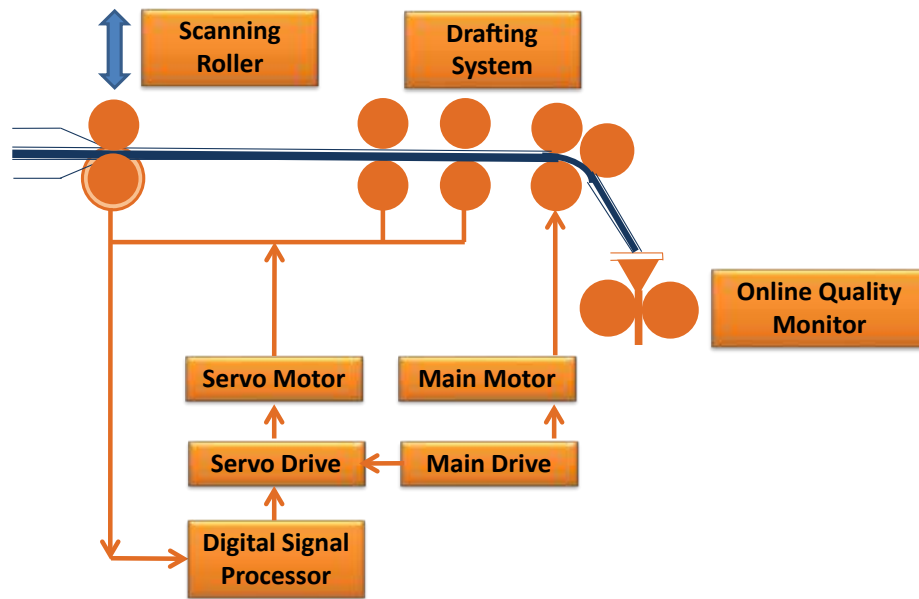 Scanning
Roller
Drafting
System
Online Quality
Monitor
Servo Motor
Main Motor
Servo Drive
Main Drive
Digital Signal
Processor